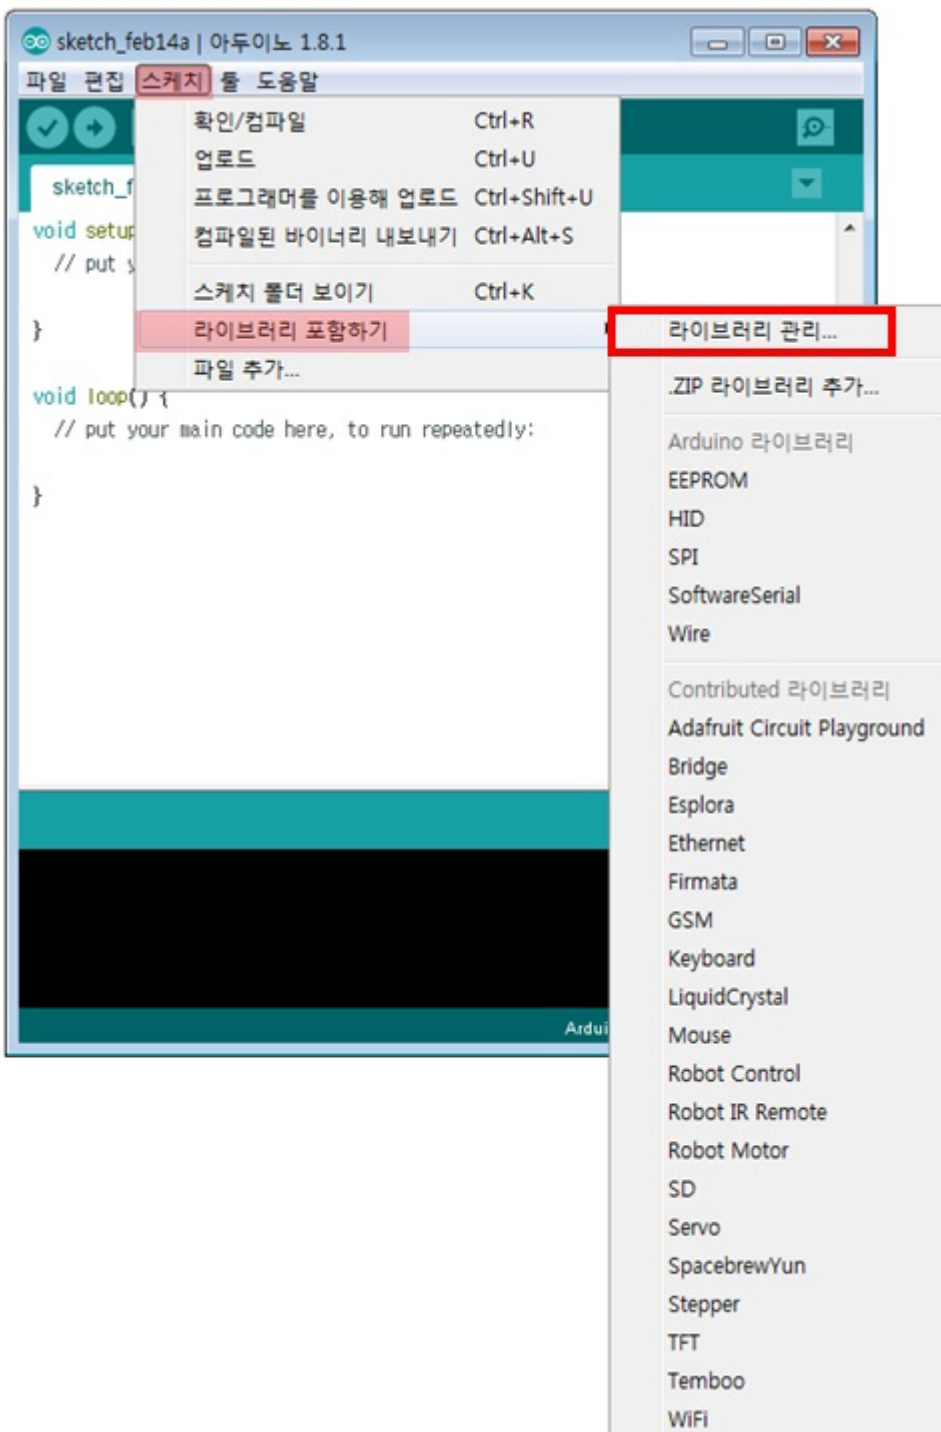 sketch_feb14a | 아두이노 1.8.1
파일 편집 스케치 툴 도움말
확인/컴파일 Ctrl+R
업로드 Ctrl+U
프로그래머를 이용해 업로드 Ctrl+Shift+U
컴파일된 바이너리 내보내기 Ctrl+Alt+S
스케치 폴더 보이기 Ctrl+K
라이브러리 포함하기
파일 추가...
sketch_f
void setup
// put y
}
void loop() {
// put your main code here, to run repeatedly:
}
Ardui
라이브러리 관리...
.ZIP 라이브러리 추가...
Arduino 라이브러리
EEPROM
HID
SPI
SoftwareSerial
Wire
Contributed 라이브러리
Adafruit Circuit Playground
Bridge
Esplora
Ethernet
Firmata
GSM
Keyboard
LiquidCrystal
Mouse
Robot Control
Robot IR Remote
Robot Motor
SD
Servo
SpacebrewYun
Stepper
TFT
Temboo
WiFi